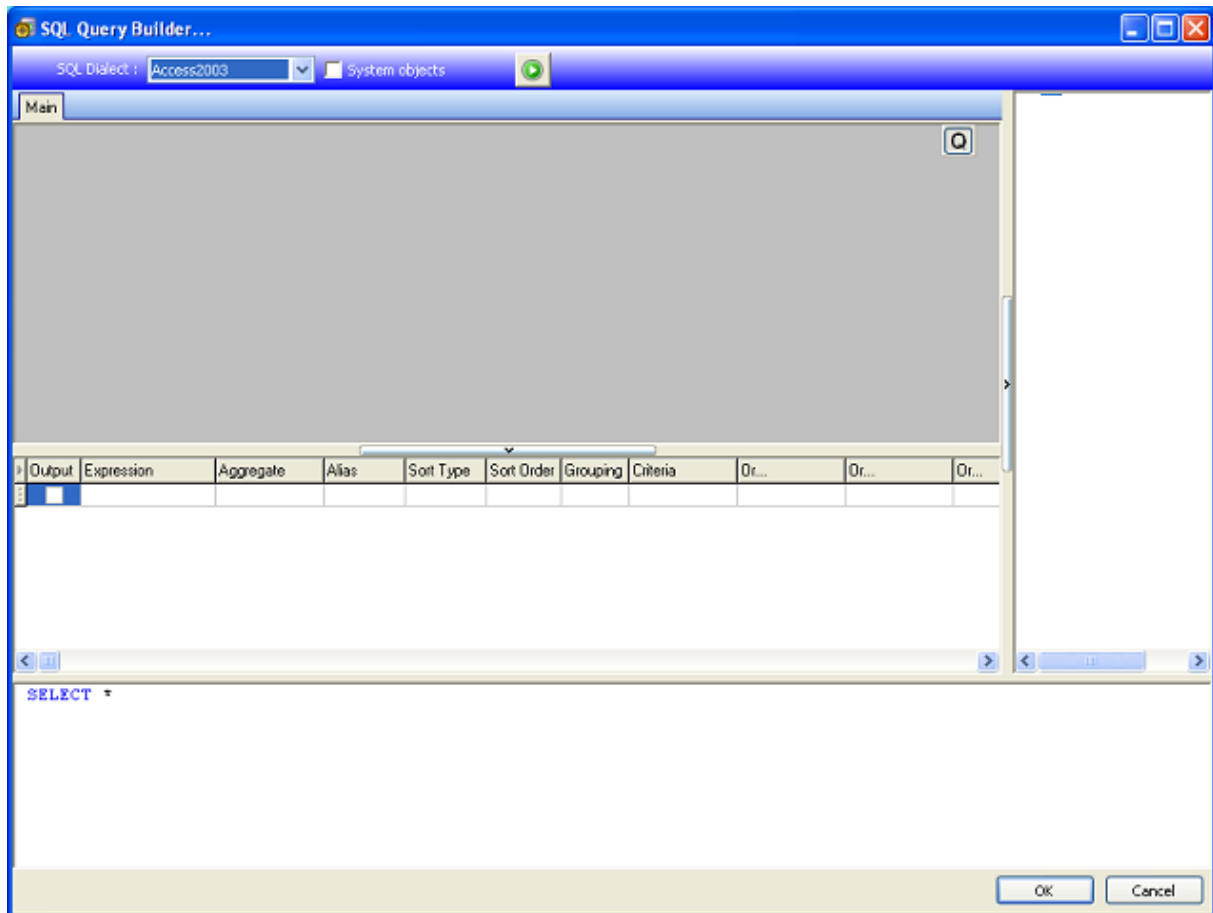 SQL Query Builder...
SQL Dialect : Access2003 System objects
Main
Q
Output Expression Aggregate Alias Sort Type Sort Order Grouping Criteria Or... Or... Or...
SELECT *
OK Cancel